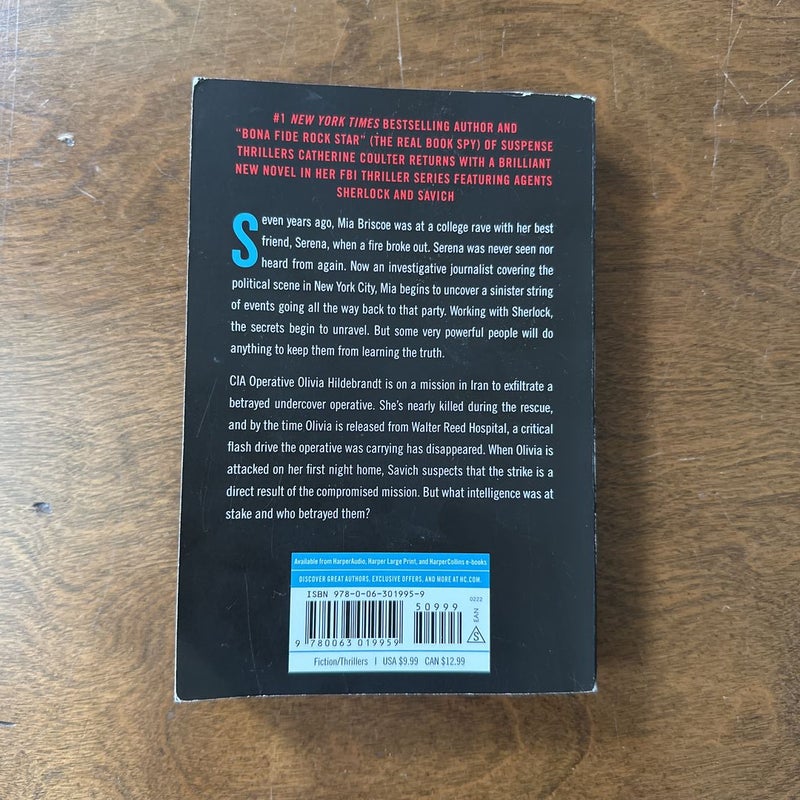 #1 NEW YORK TIMES BESTSELLING AUTHOR AND
"BONA FIDE ROCK STAR" (THE REAL BOOK SPY) OF SUSPENSE
THRILLERS CATHERINE COULTER RETURNS WITH A BRILLIANT
NEW NOVEL IN HER FBI THRILLER SERIES FEATURING AGENTS
SHERLOCK AND SAVICH
Seven years ago, Mia Briscoe was at a college rave with her best
friend, Serena, when a fire broke out. Serena was never seen nor
heard from again. Now an investigative journalist covering the
political scene in New York City, Mia begins to uncover a sinister string
of events going all the way back to that party. Working with Sherlock,
the secrets begin to unravel. But some very powerful people will do
anything to keep them from learning the truth.
CIA Operative Olivia Hildebrandt is on a mission in Iran to exfiltrate a
betrayed undercover operative. She's nearly killed during the rescue,
and by the time Olivia is released from Walter Reed Hospital, a critical
flash drive the operative was carrying has disappeared. When Olivia is
attacked on her first night home, Savich suspects that the strike is a
direct result of the compromised mission. But what intelligence was at
stake and who betrayed them?
Available from HarperAudio, Harper Large Print, and HarperCollins e-books
DISCOVER GREAT AUTHORS, EXCLUSIVE OFFERS, AND MORE AT HC.COM.
ISBN 978-0-06-301995-9
50999
0222
EAN
S
9 780063 019959
Fiction/Thrillers | USA $9.99 CAN $12.99